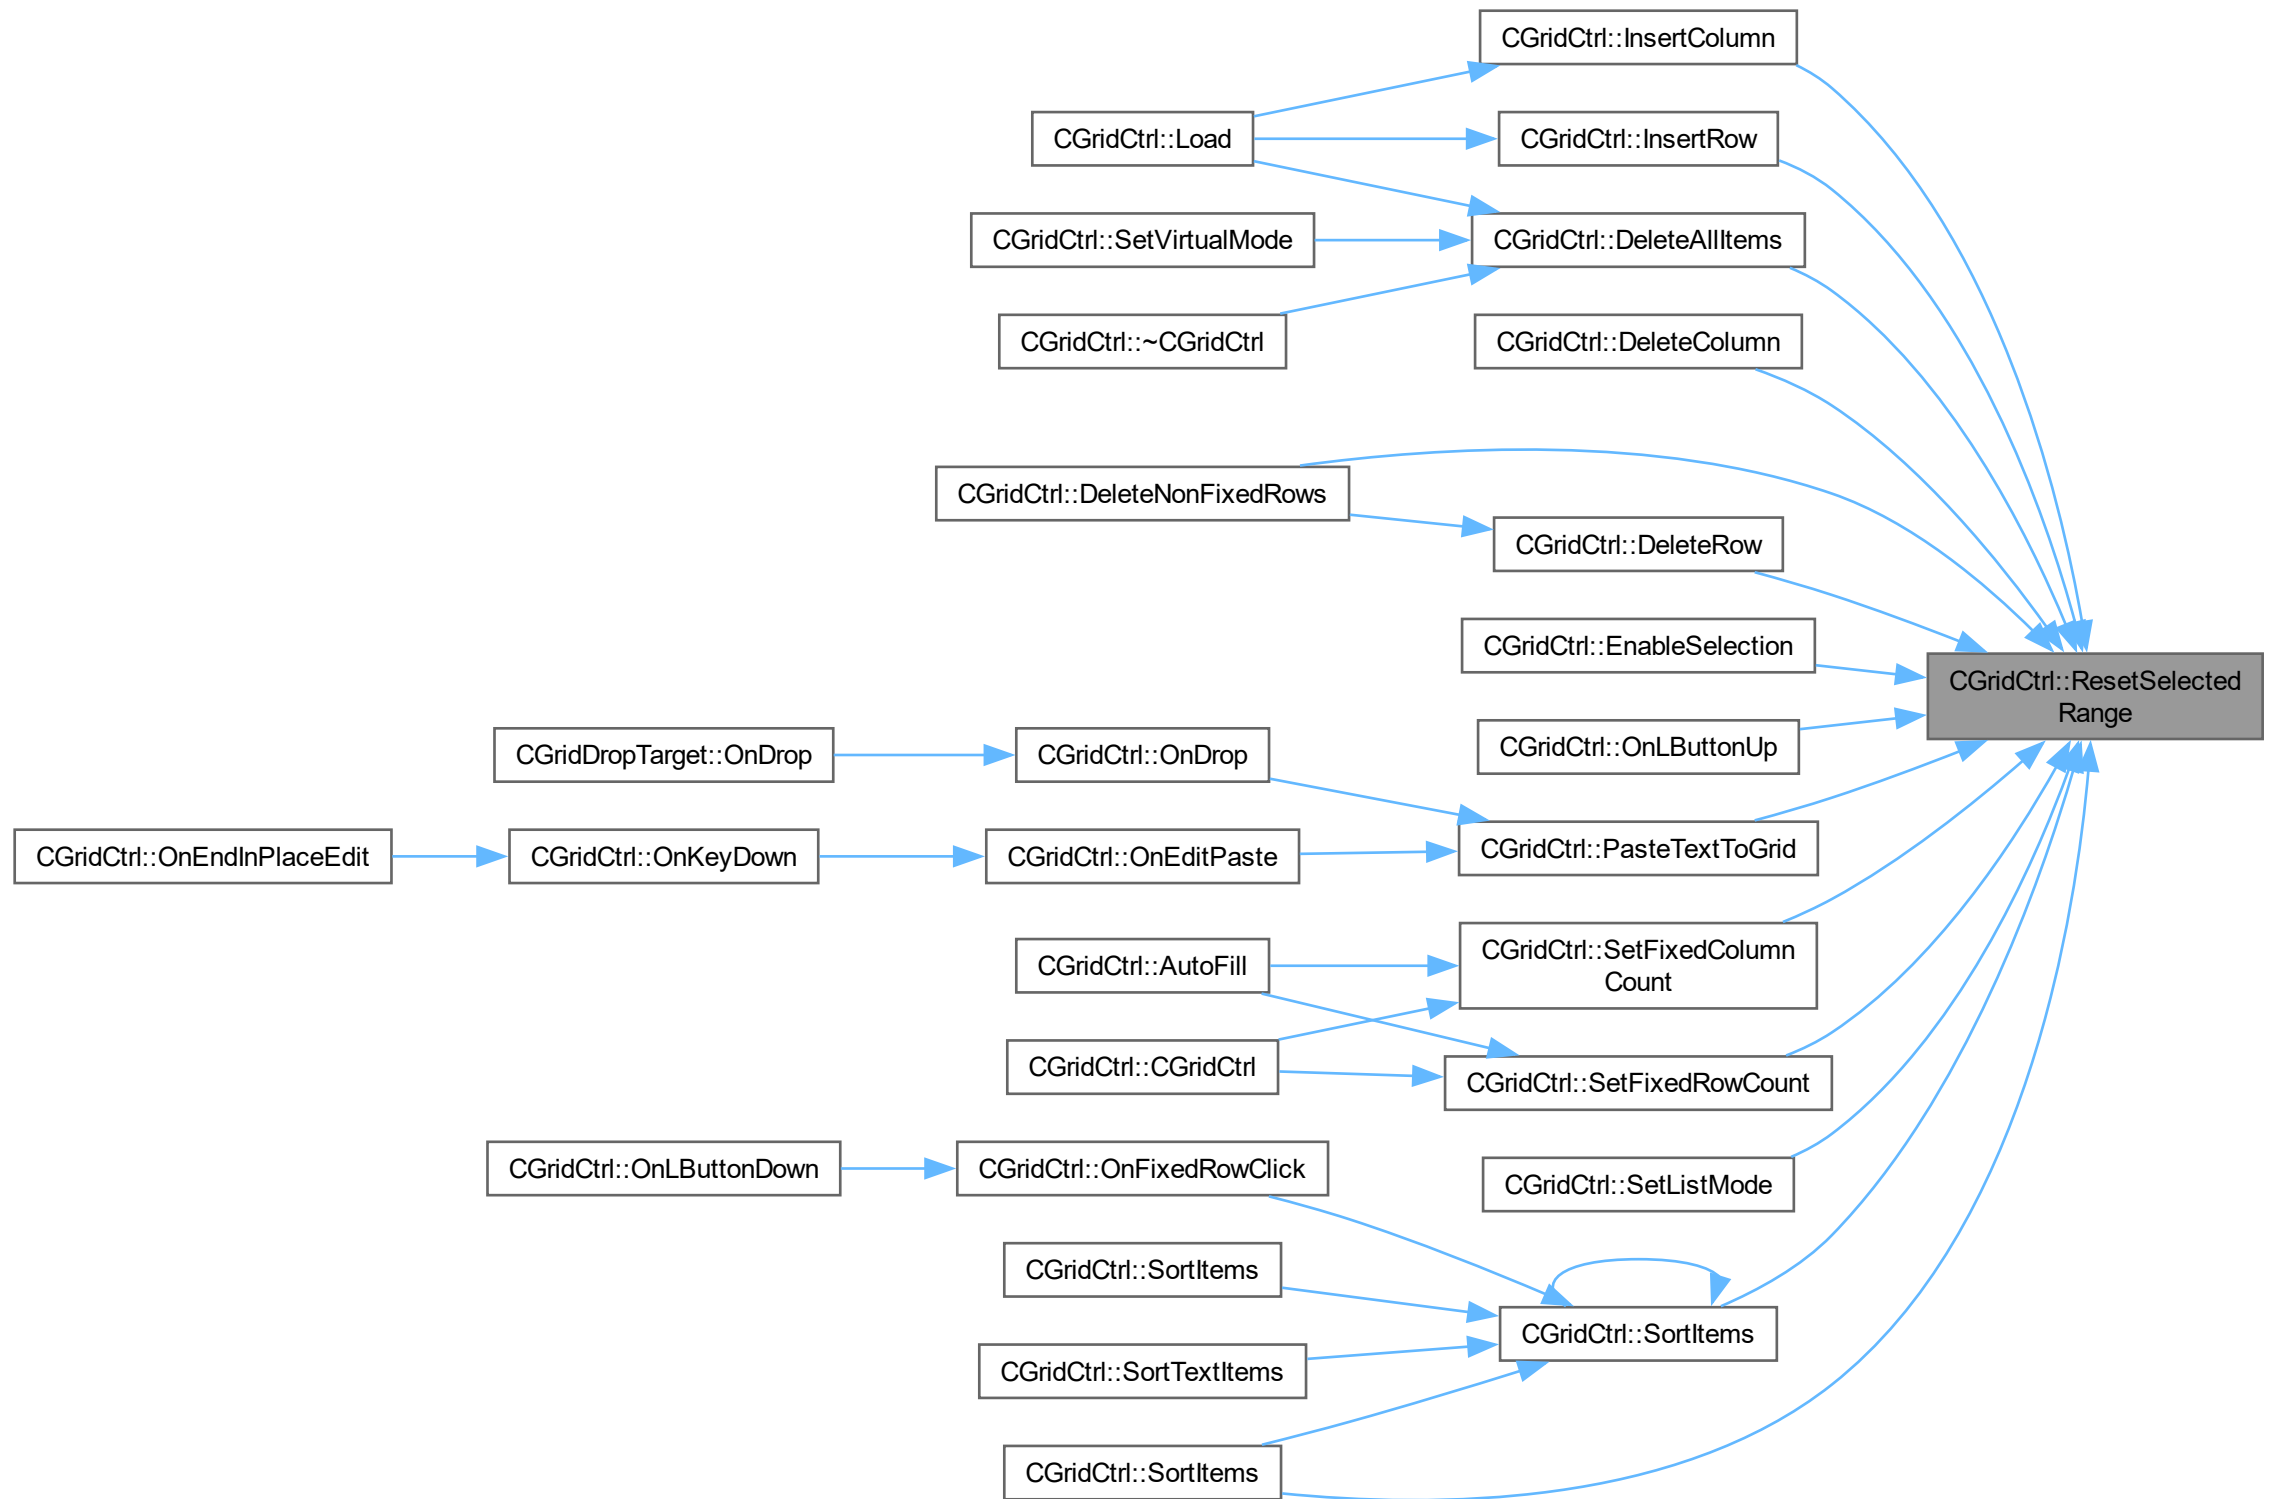 CGridCtrl::InsertColumn
CGridCtrl::Load
CGridCtrl::InsertRow
CGridCtrl::SetVirtualMode
CGridCtrl::DeleteAllItems
CGridCtrl::~CGridCtrl
CGridCtrl::DeleteColumn
CGridCtrl::DeleteNonFixedRows
CGridCtrl::DeleteRow
CGridCtrl::EnableSelection
CGridCtrl::ResetSelected
Range
CGridDropTarget::OnDrop
CGridCtrl::OnDrop
CGridCtrl::OnLButtonUp
CGridCtrl::OnEndInPlaceEdit
CGridCtrl::OnKeyDown
CGridCtrl::OnEditPaste
CGridCtrl::PasteTextToGrid
CGridCtrl::AutoFill
CGridCtrl::SetFixedColumn
Count
CGridCtrl::CGridCtrl
CGridCtrl::SetFixedRowCount
CGridCtrl::OnLButtonDown
CGridCtrl::OnFixedRowClick
CGridCtrl::SetListMode
CGridCtrl::SortItems
CGridCtrl::SortItems
CGridCtrl::SortTextItems
CGridCtrl::SortItems